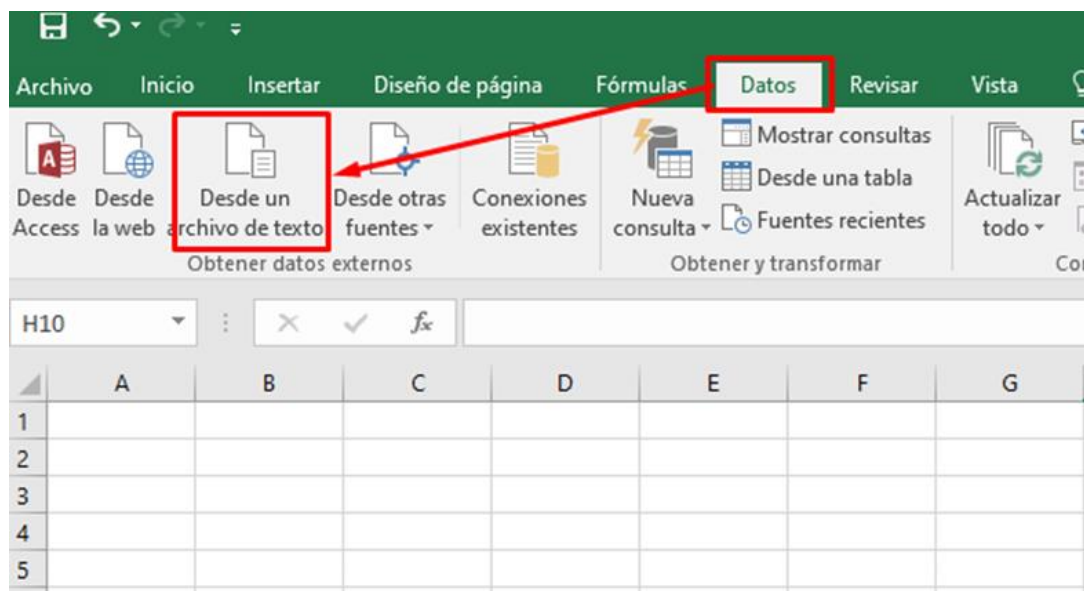 Archivo Inicio Insertar Diseño de página Fórmulas Datos Revisar Vista
Desde Access
Desde la web
Desde un archivo de texto
Desde otras fuentes
Conexiones existentes
Nueva consulta
Mostrar consultas
Desde una tabla
Fuentes recientes
Actualizar todo
Obtener datos externos
Obtener y transformar
Co
H10
fx
A B C D E F G
1
2
3
4
5